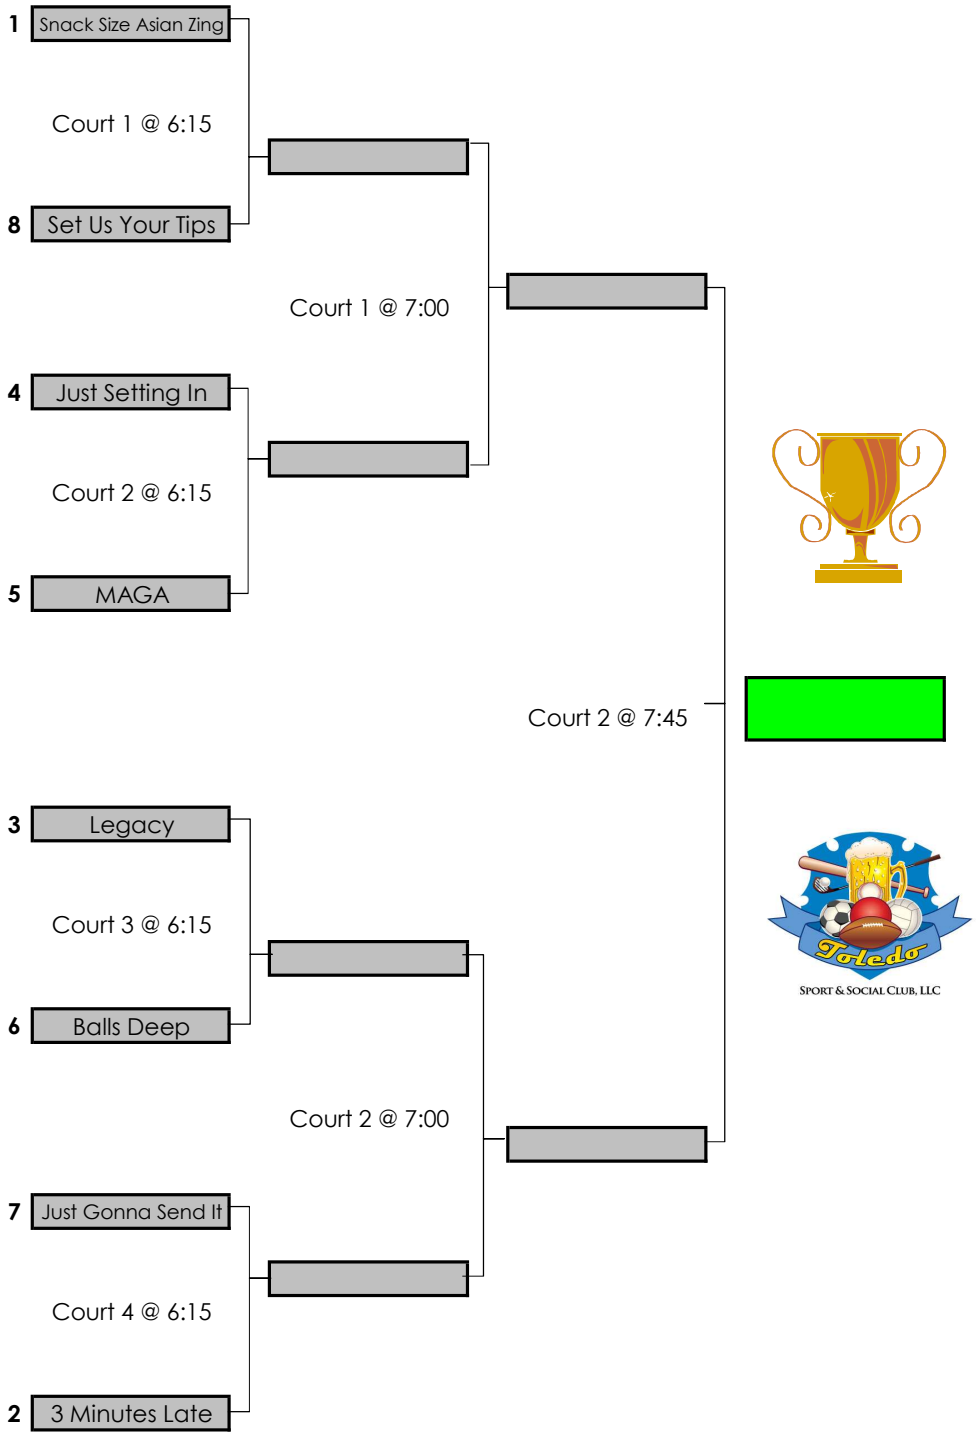 1 Snack Size Asian Zing
Court 1 @ 6:15
8 Set Us Your Tips
Court 1 @ 7:00
4 Just Setting In
Court 2 @ 6:15
5 MAGA
Court 2 @ 7:45
3 Legacy
Court 3 @ 6:15
6 Balls Deep
Court 2 @ 7:00
7 Just Gonna Send It
Court 4 @ 6:15
2 3 Minutes Late
Toledo
SPORT & SOCIAL CLUB, LLC